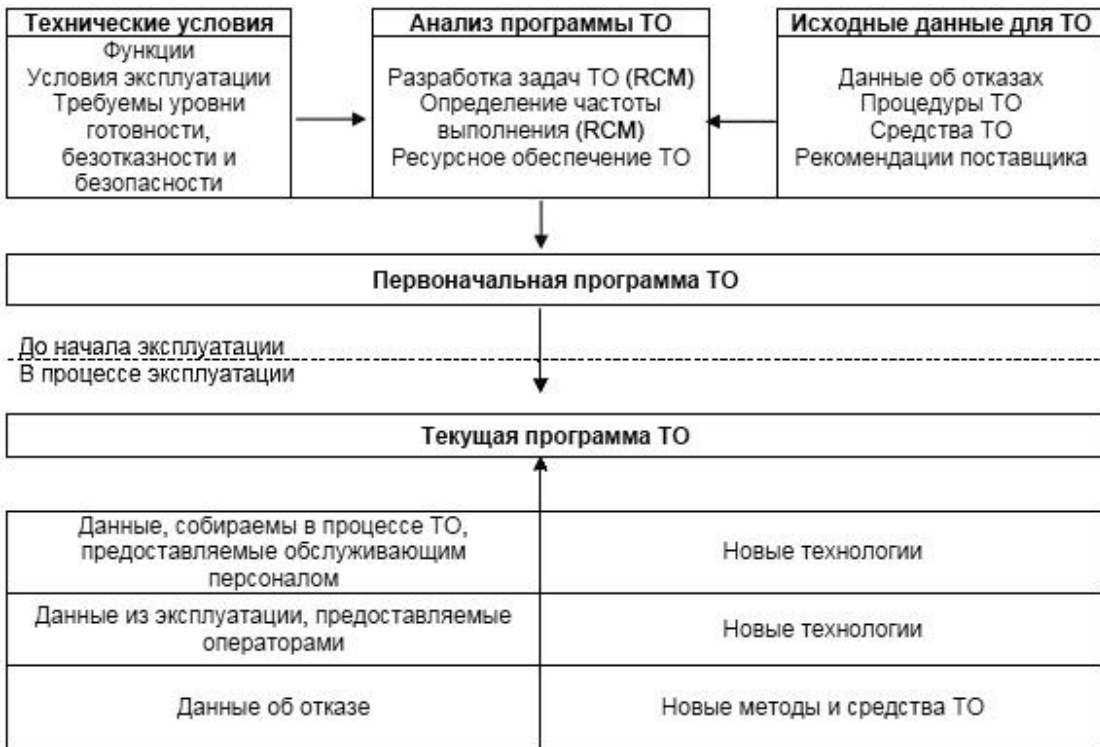 Технические условия
Функции
Условия эксплуатации
Требуемы уровни
готовности,
безотказности и
безопасности
Анализ программы ТО
Разработка задач ТО (RCM)
Определение частоты
выполнения (RCM)
Ресурсное обеспечение ТО
Исходные данные для ТО
Данные об отказах
Процедуры ТО
Средства ТО
Рекомендации поставщика
Первоначальная программа ТО
До начала эксплуатации
В процессе эксплуатации
Текущая программа ТО
Данные, собираемы в процессе ТО,
предоставляемые обслуживающим
персоналом
Новые технологии
Данные из эксплуатации, предоставляемые
операторами
Новые технологии
Данные об отказе
Новые методы и средства ТО